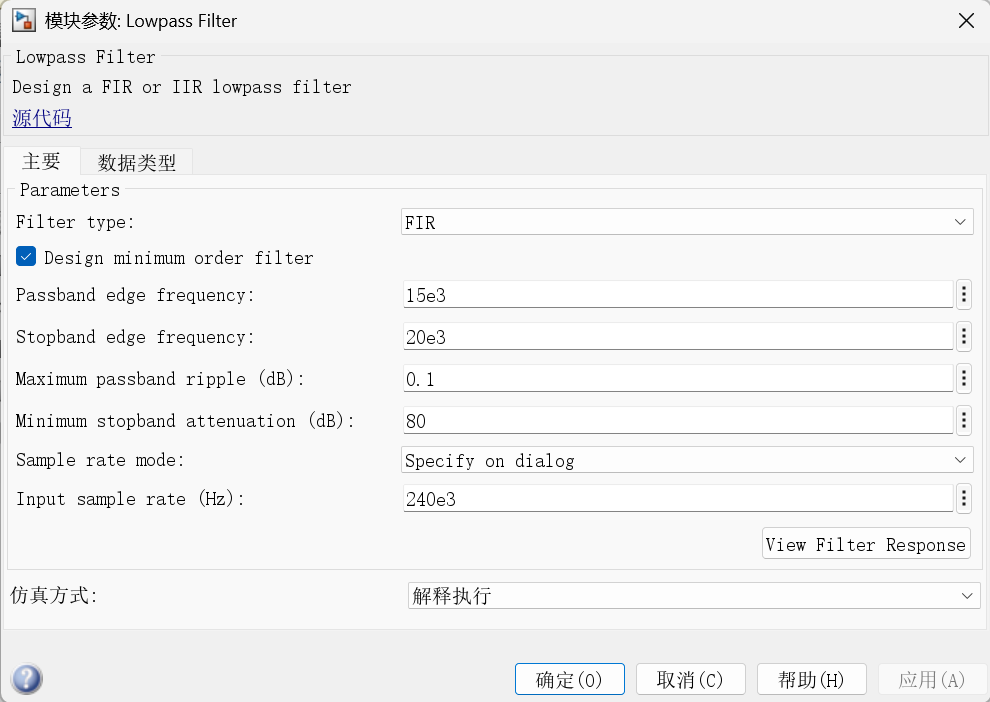 模块参数: Lowpass Filter
Lowpass Filter
Design a FIR or IIR lowpass filter
源代码
主要 数据类型
Parameters
Filter type: FIR
Design minimum order filter
Passband edge frequency: 15e3
Stopband edge frequency: 20e3
Maximum passband ripple (dB): 0.1
Minimum stopband attenuation (dB): 80
Sample rate mode: Specify on dialog
Input sample rate (Hz): 240e3
View Filter Response
仿真方式: 解释执行
? 确定(O) 取消(C) 帮助(H) 应用(A)